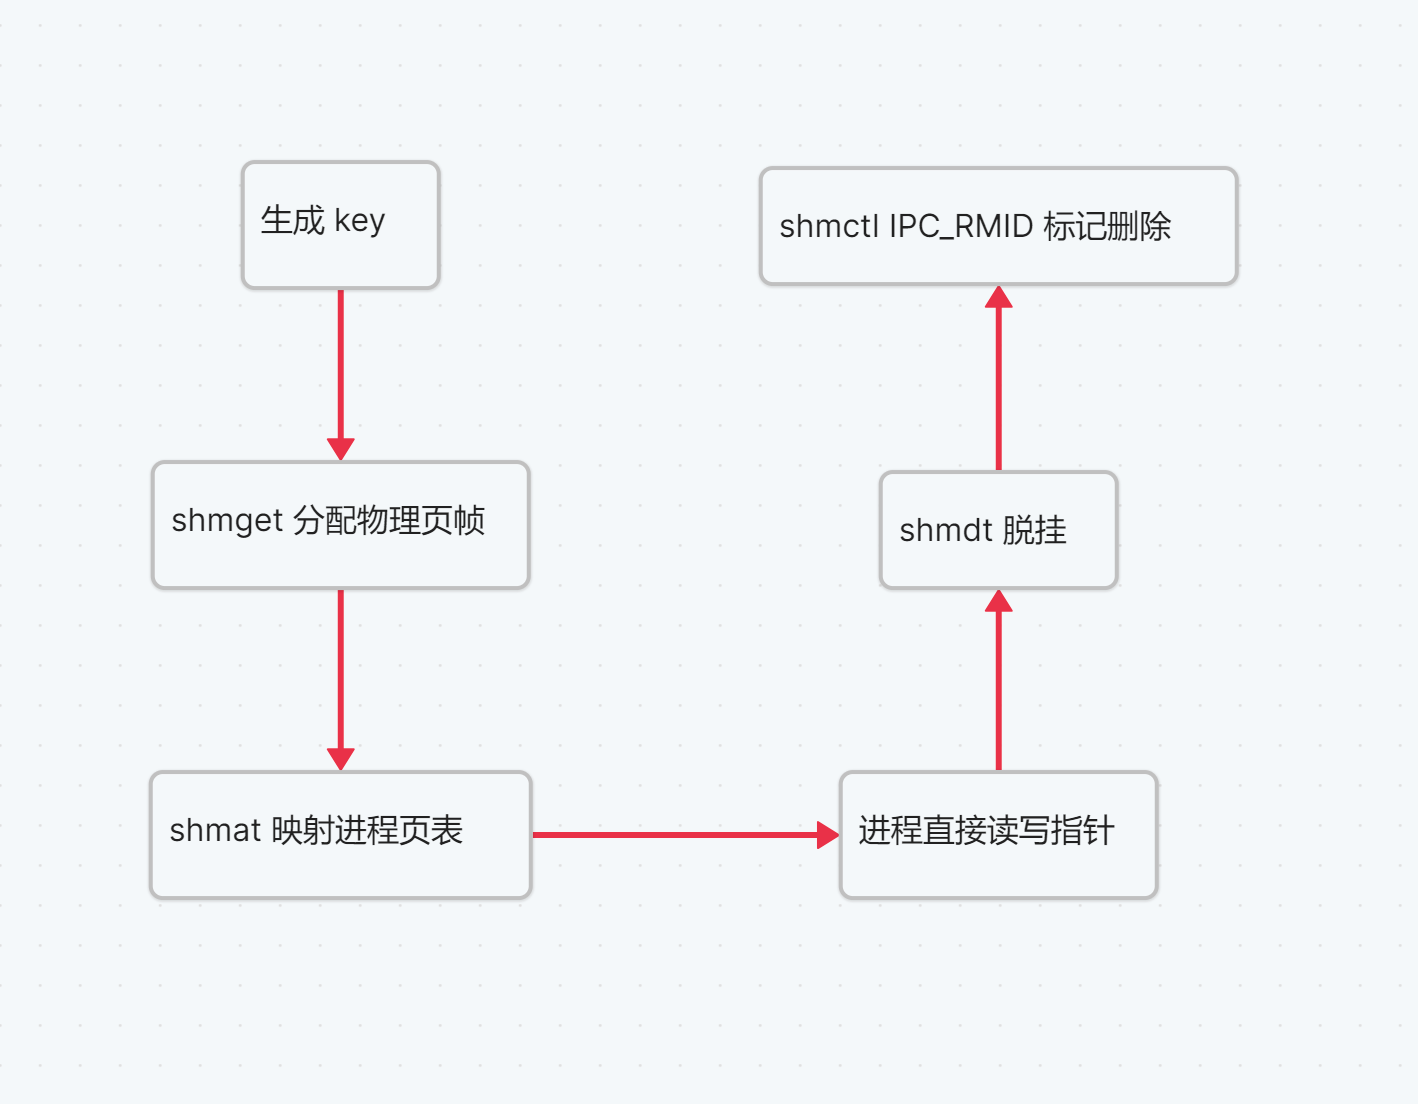 生成 key
shmget 分配物理页帧
shmat 映射进程页表
进程直接读写指针
shmdt 脱挂
shmctl IPC_RMID 标记删除